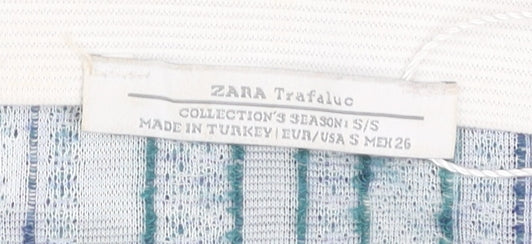 ZARA Trafaluc
COLLECTION'S SEASON: S/S
MADE IN TURKEY | EUR/USA S MEX 26